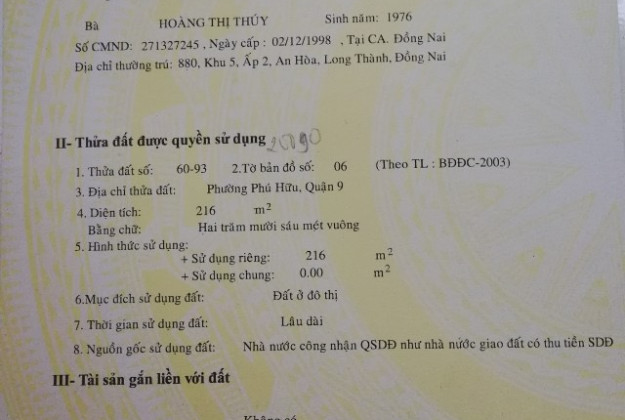 Bà HOÀNG THỊ THÚY Sinh năm: 1976
Số CMND: 271327245 , Ngày cấp : 02/12/1998 , Tại CA. Đồng Nai
Địa chỉ thường trú: 880, Khu 5, Ấp 2, An Hòa, Long Thành, Đồng Nai
II- Thửa đất được quyền sử dụng
1. Thửa đất số: 60-93 2.Tờ bản đồ số: 06 (Theo TL : BĐĐC-2003)
3. Địa chỉ thửa đất: Phường Phú Hữu, Quận 9
4. Diện tích: 216 m²
Bằng chữ: Hai trăm mười sáu mét vuông
5. Hình thức sử dụng:
+ Sử dụng riêng: 216 m²
+ Sử dụng chung: 0.00 m²
6.Mục đích sử dụng đất: Đất ở đô thị
7. Thời gian sử dụng đất: Lâu dài
8. Nguồn gốc sử dụng đất: Nhà nước công nhận QSDĐ như nhà nước giao đất có thu tiền SDĐ
III- Tài sản gắn liền với đất